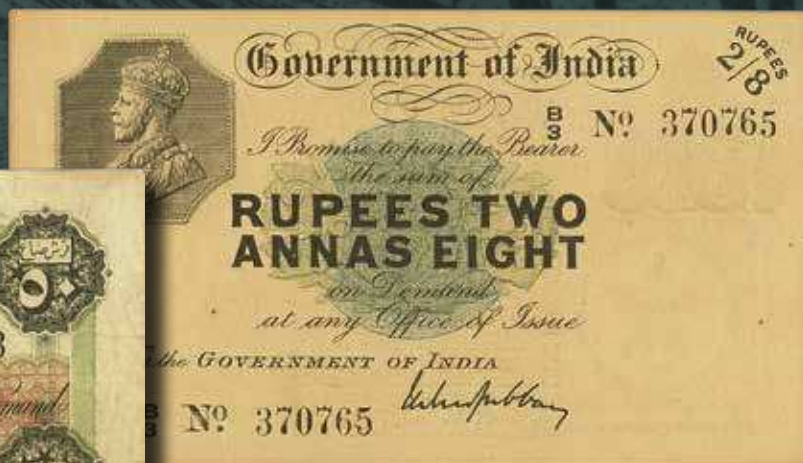 Government of India
RUPEES
2/8
B
3 Nº 370765
I Promise to pay the Bearer
the sum of
RUPEES TWO
ANNAS EIGHT
on Demand
at any Office of Issue
the GOVERNMENT OF INDIA
3 Nº 370765
۵۰